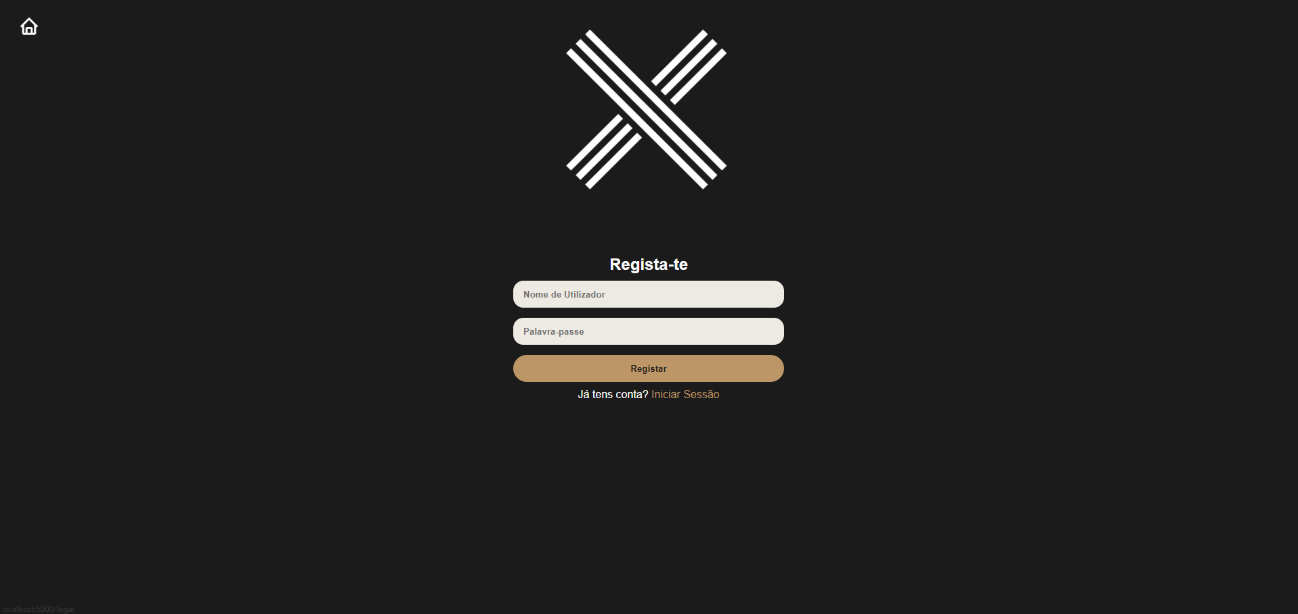 Regista-te
Nome de Utilizador
Palavra-passe
Registar
Já tens conta? Iniciar Sessão